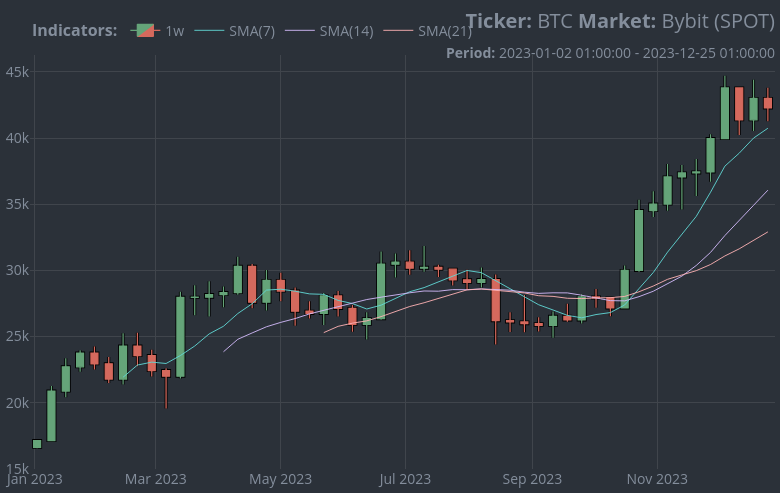 Ticker: BTC Market: Bybit (SPOT)
Indicators: 1w SMA(7) SMA(14) SMA(21)
Period: 2023-01-02 01:00:00 - 2023-12-25 01:00:00
45k
40k
35k
30k
25k
20k
15k
Jan 2023 Mar 2023 May 2023 Jul 2023 Sep 2023 Nov 2023